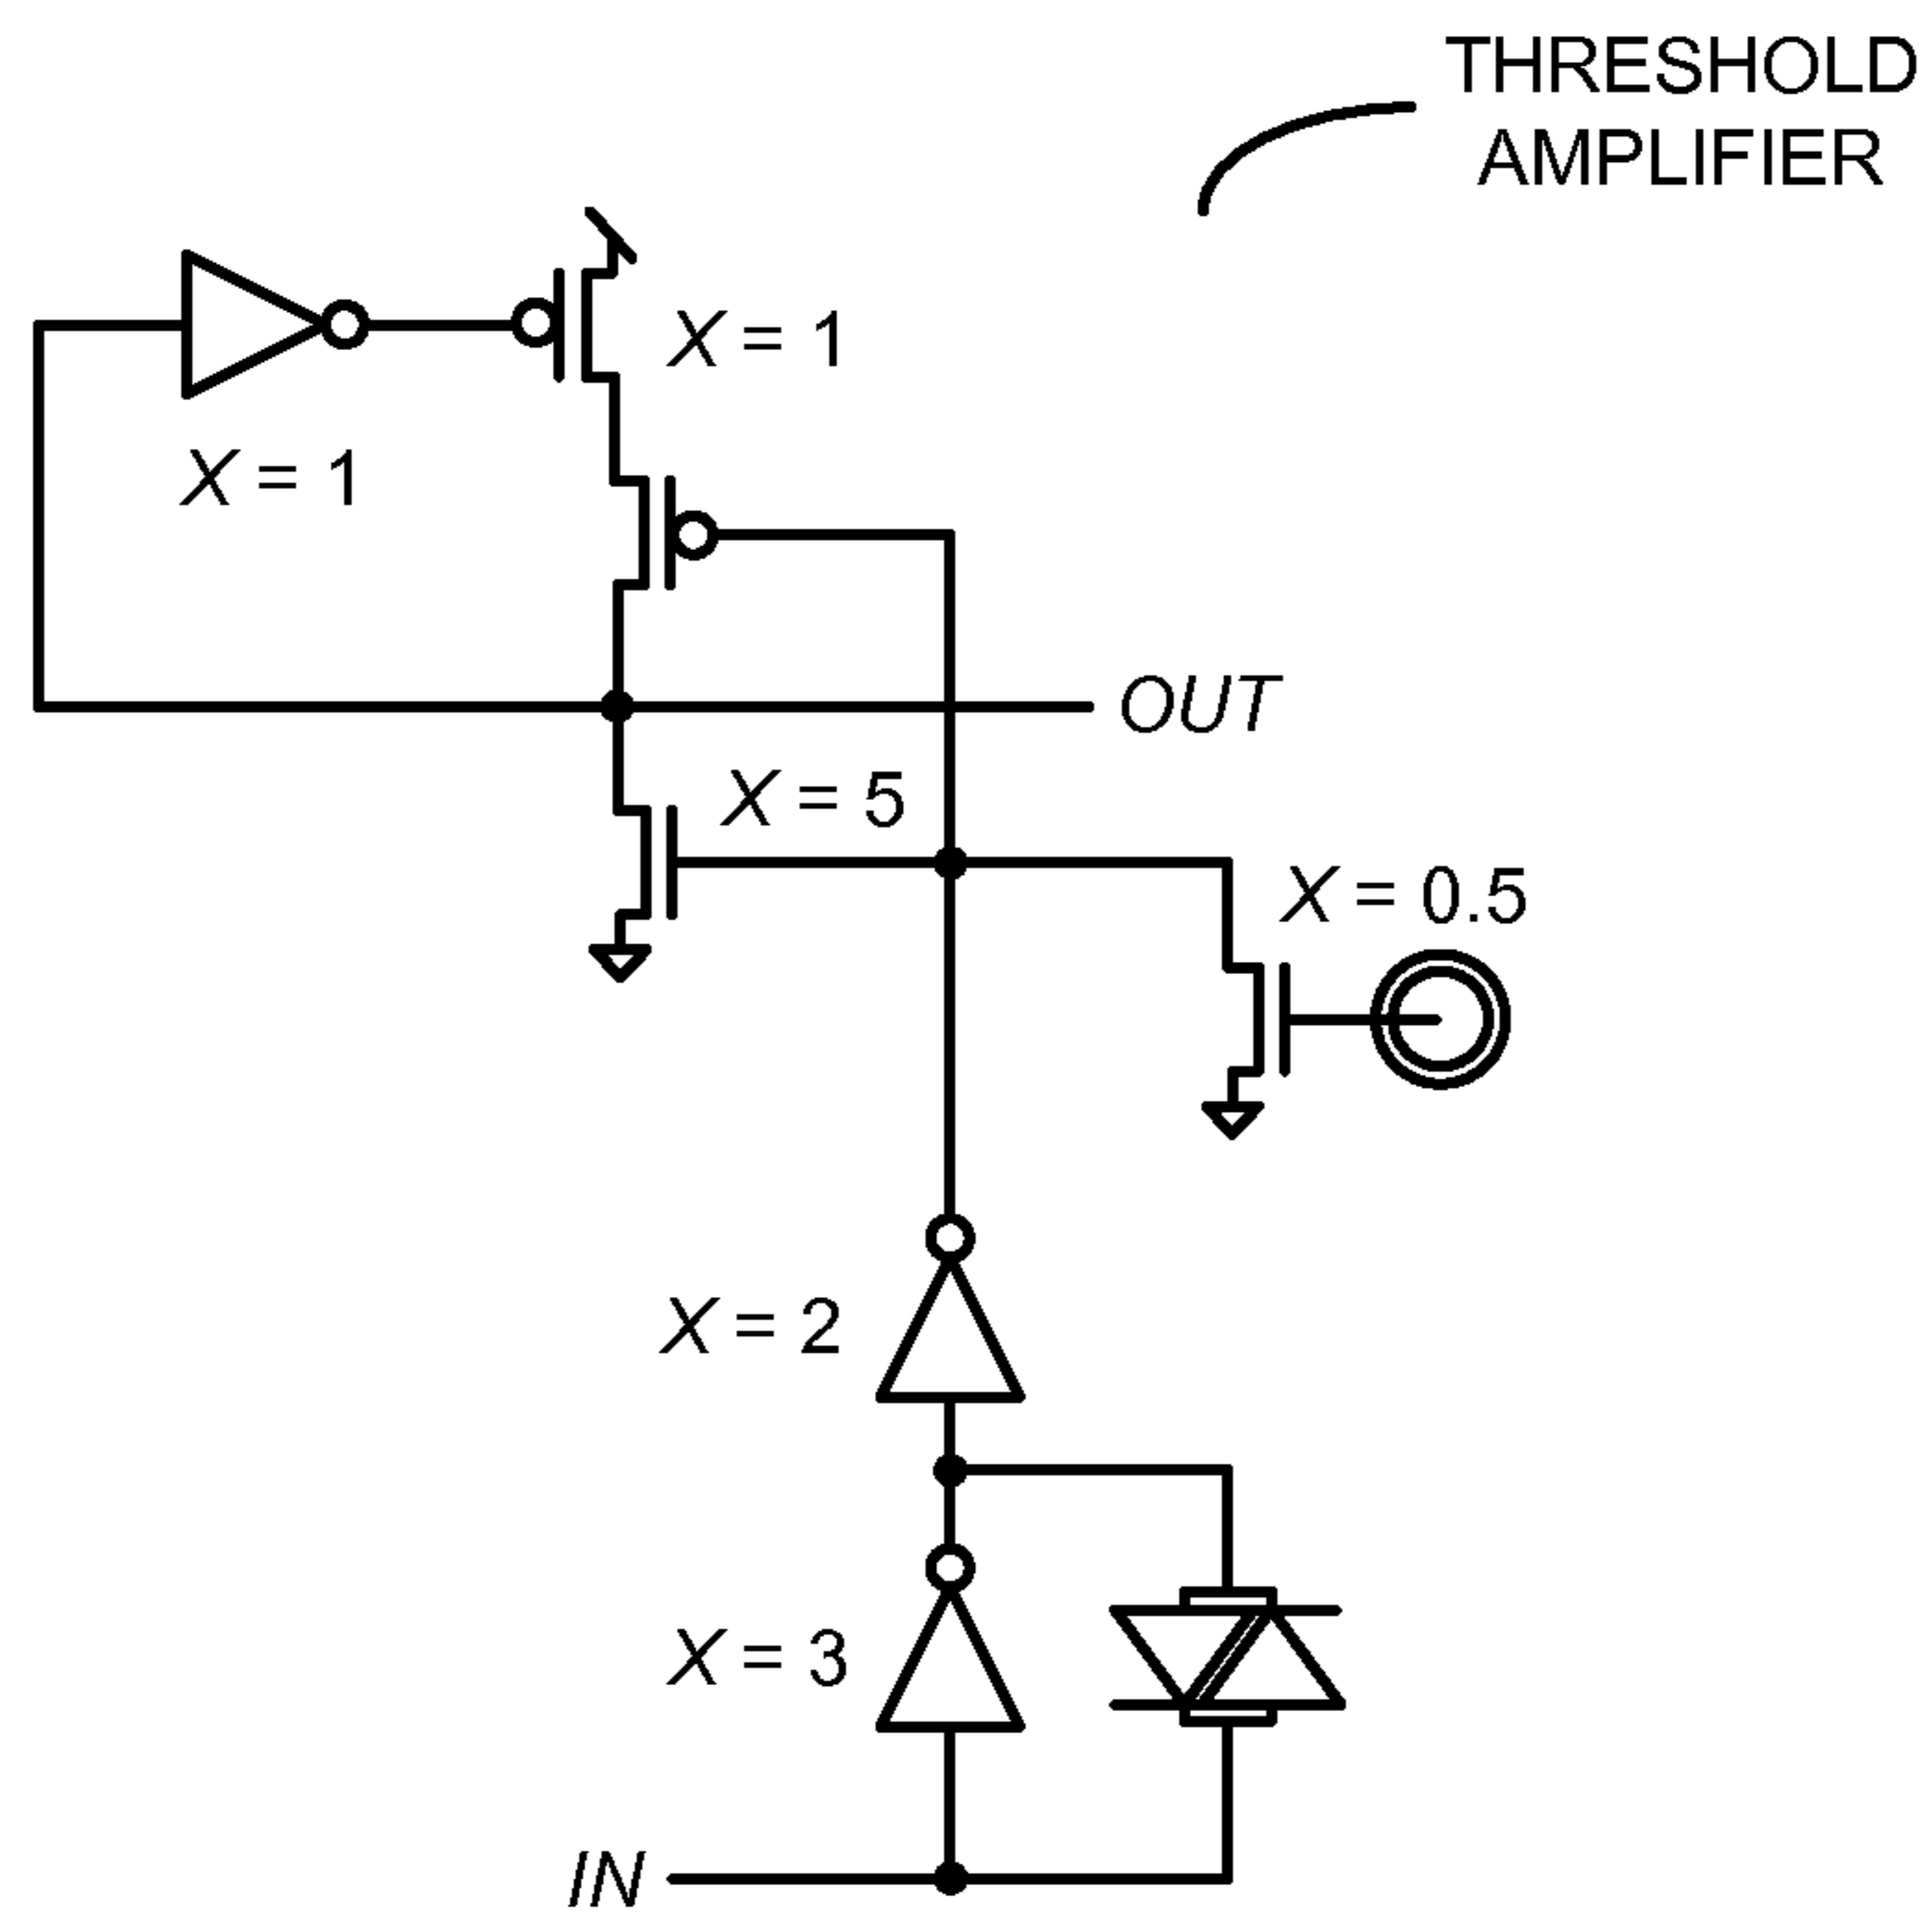 THRESHOLD
AMPLIFIER
X = 1
X = 1
OUT
X = 5
X = 0.5
X = 2
X = 3
IN